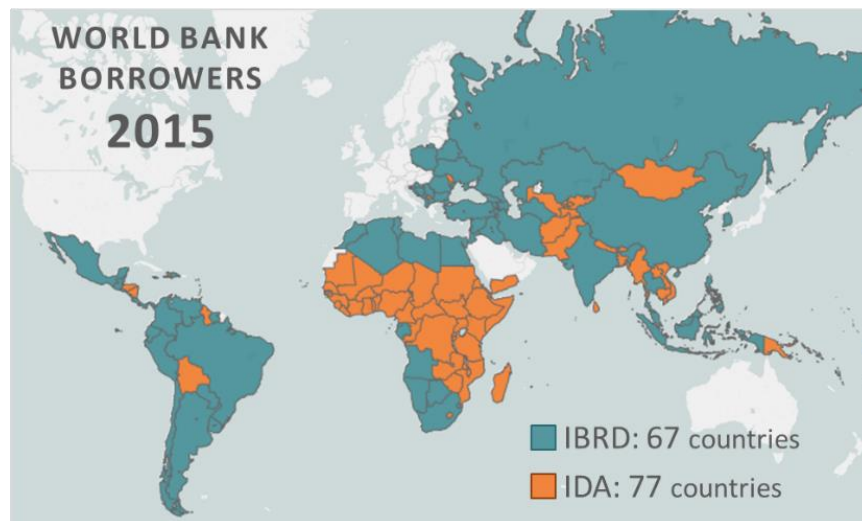 WORLD BANK
BORROWERS
2015
IBRD: 67 countries
IDA: 77 countries